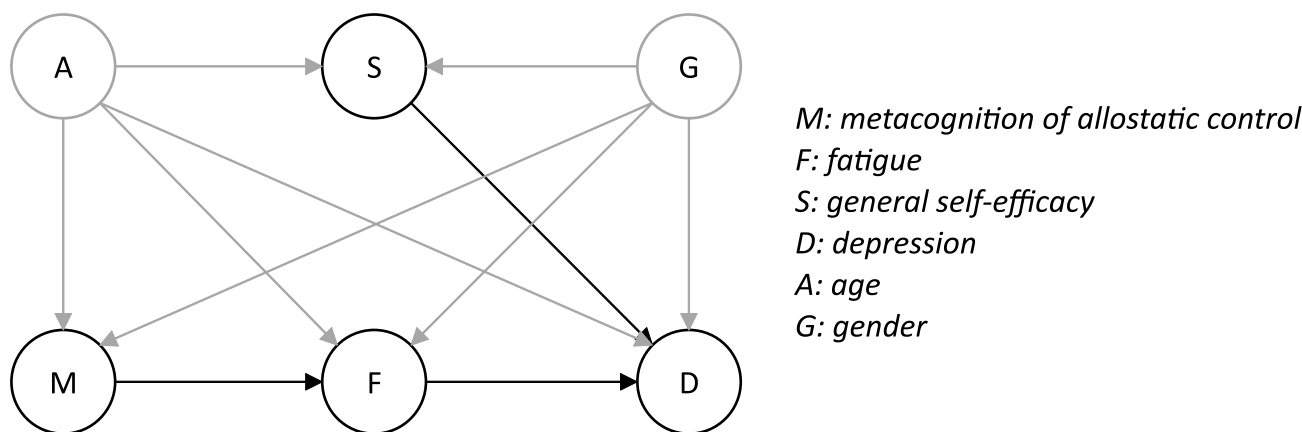 A
S
G
M: metacognition of allostatic control
F: fatigue
S: general self-efficacy
D: depression
A: age
G: gender
M
F
D